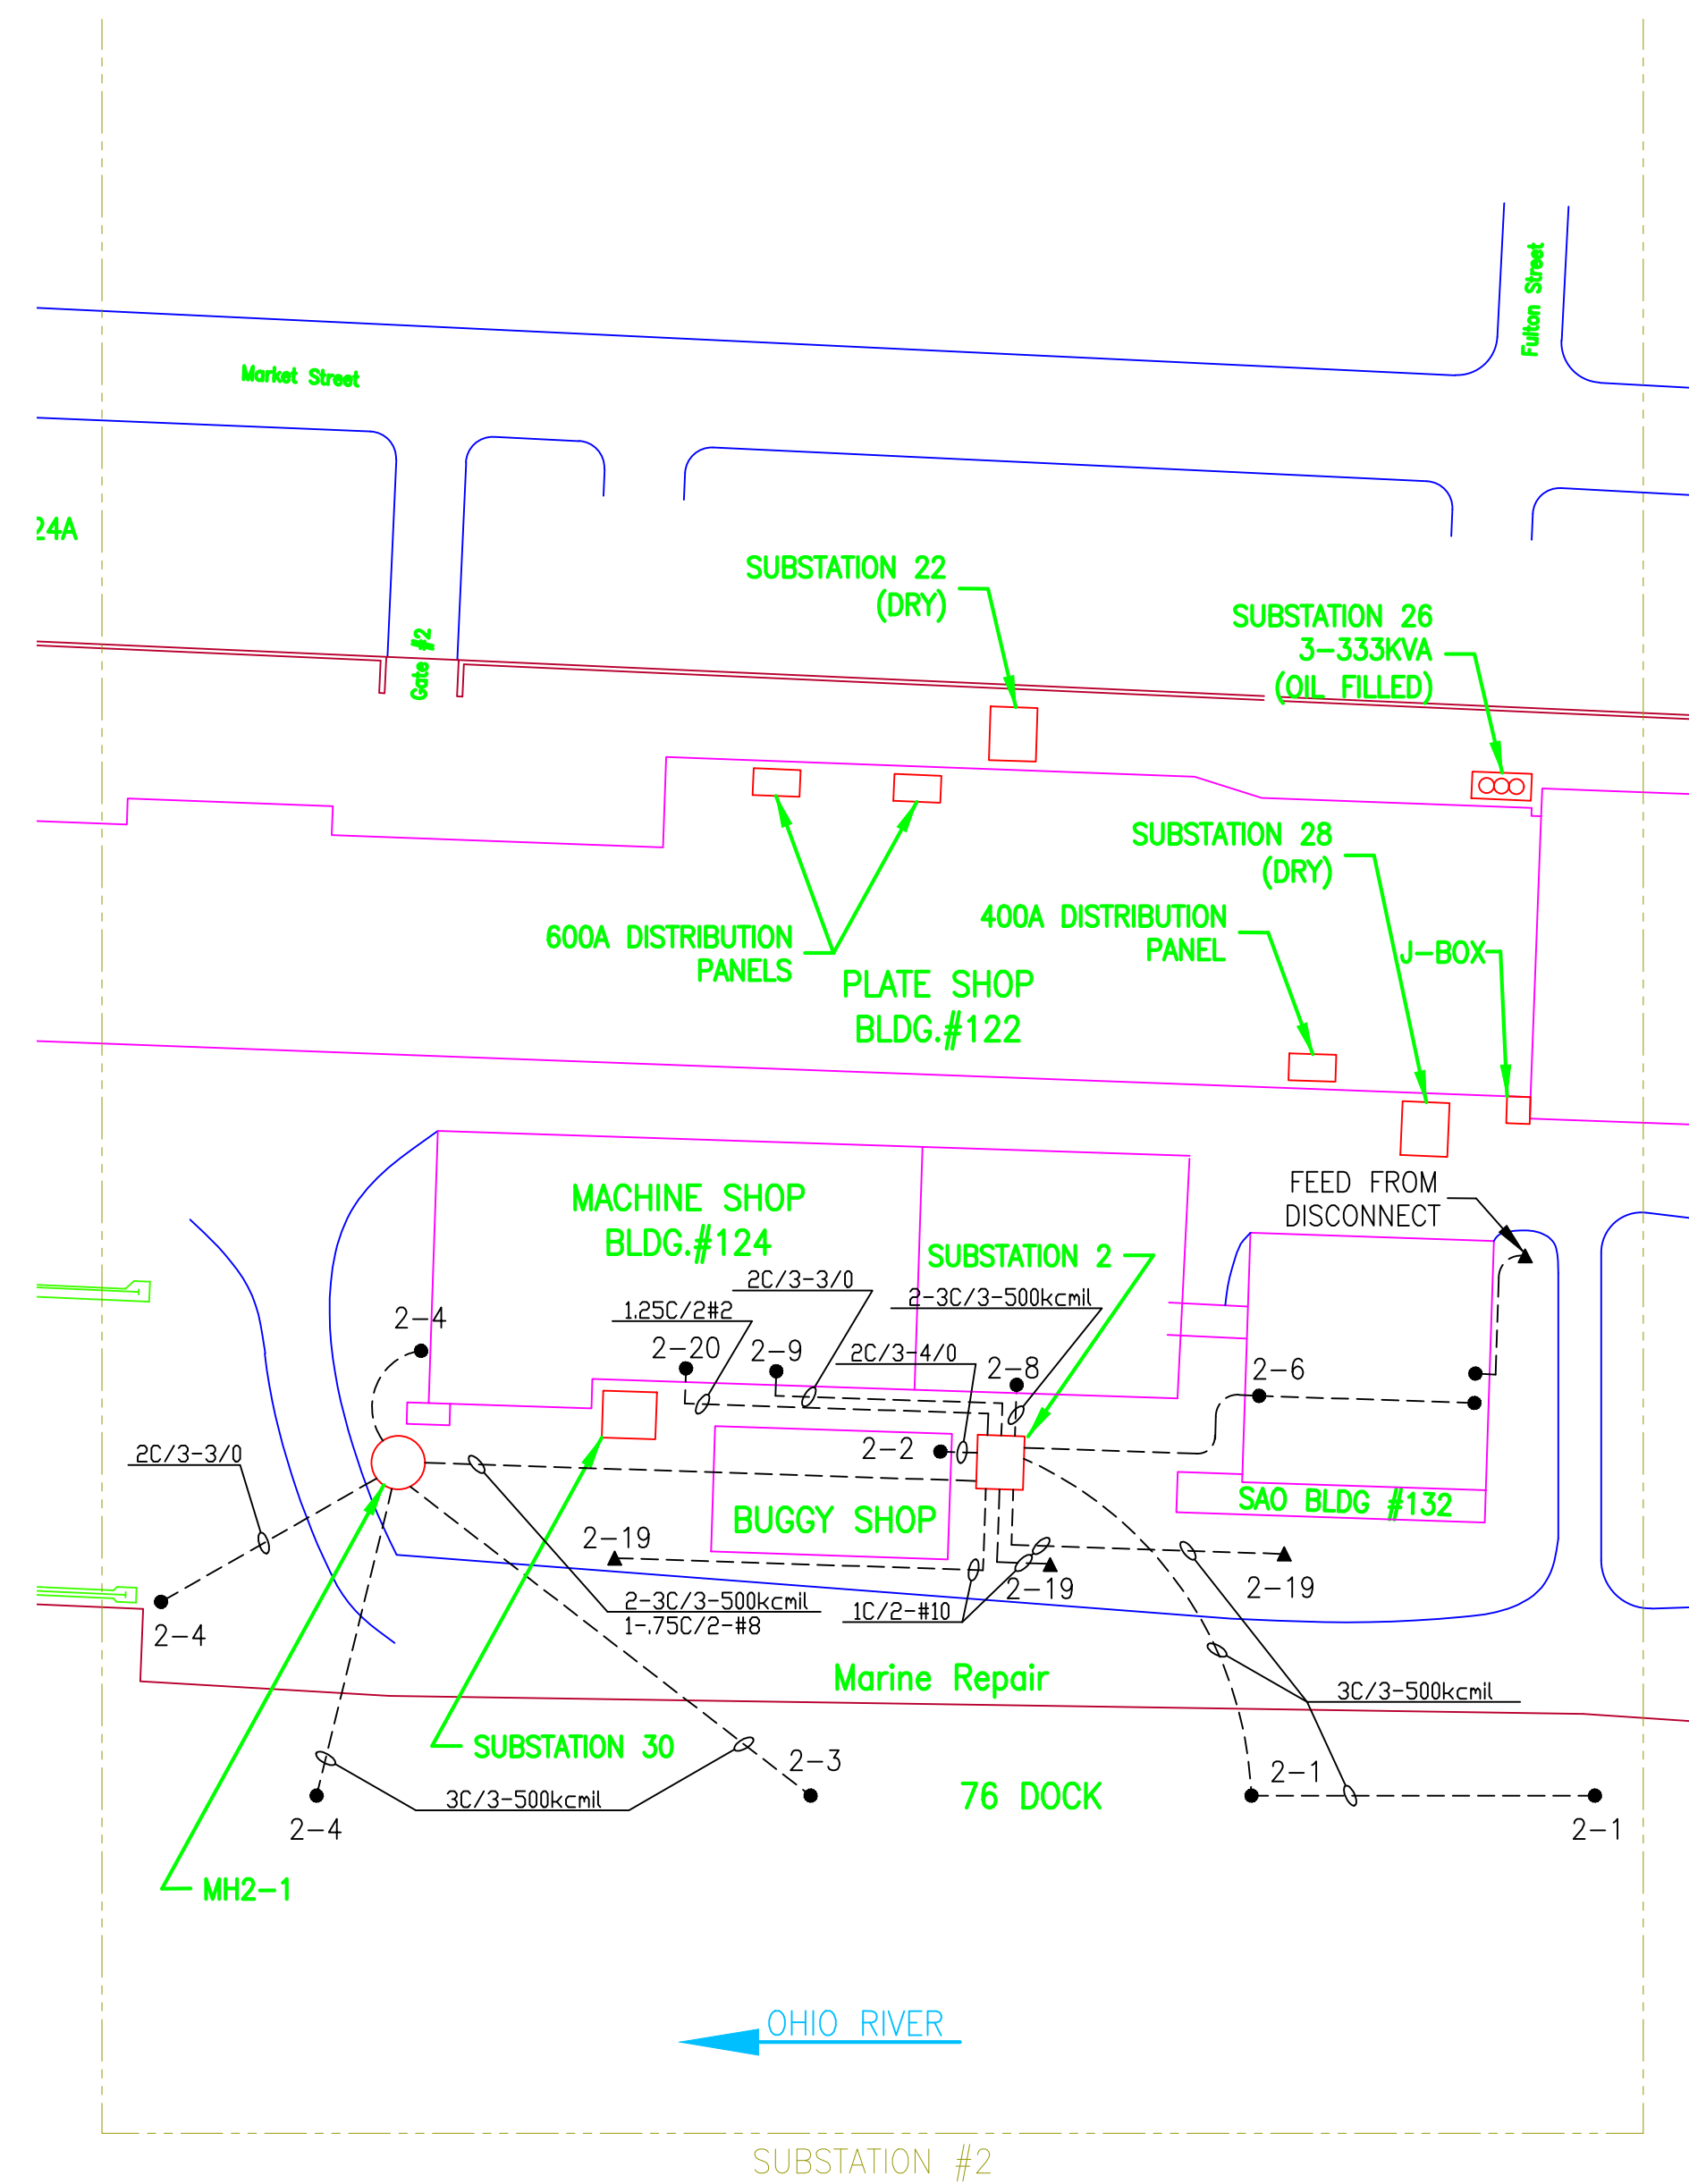 Fulton Street
Market Street
24A
SUBSTATION 22
(DRY)
SUBSTATION 26
3-333KVA
(OIL FILLED)
Gate #2
SUBSTATION 28
(DRY)
400A DISTRIBUTION
PANEL
600A DISTRIBUTION
PANELS
J-BOX
PLATE SHOP
BLDG.#122
FEED FROM
DISCONNECT
MACHINE SHOP
BLDG.#124
SUBSTATION 2
2C/3-3/0
2-3C/3-500kcmil
1.25C/2#2
2-4
2-20
2-9
2C/3-4/0
2-8
2-6
2C/3-3/0
2-2
SAO BLDG #132
BUGGY SHOP
2-19
2-19
2-19
2-3C/3-500kcmil
1-.75C/2-#8
1C/2-#10
2-4
Marine Repair
3C/3-500kcmil
SUBSTATION 30
2-3
2-1
3C/3-500kcmil
76 DOCK
2-4
2-1
MH2-1
OHIO RIVER
SUBSTATION #2